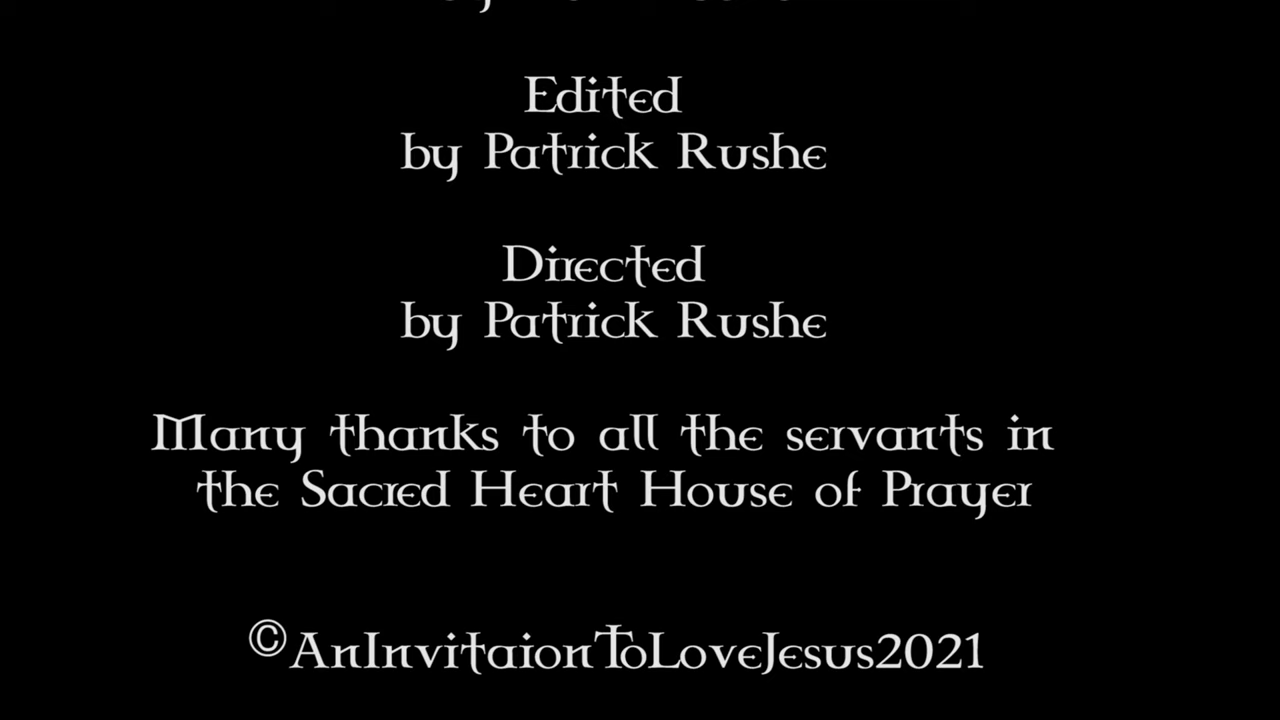 Edited
by Patrick Rushe
Directed
by Patrick Rushe
Many thanks to all the servants in
the Sacred Heart House of Prayer
©AnInvitaionToLoveJesus2021